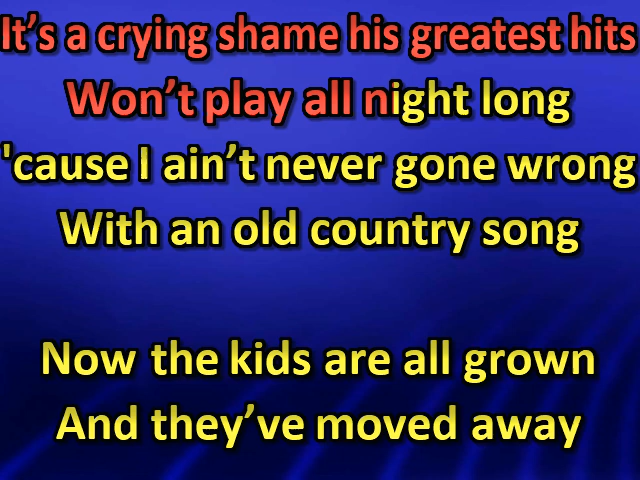 It’s a crying shame his greatest hits
Won’t play all night long
'cause I ain’t never gone wrong
With an old country song
Now the kids are all grown
And they’ve moved away